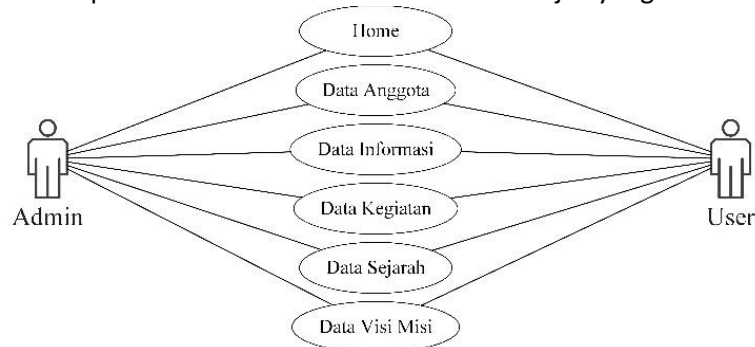 Home
Data Anggota
Data Informasi
Data Kegiatan
Data Sejarah
Data Visi Misi
Admin
User